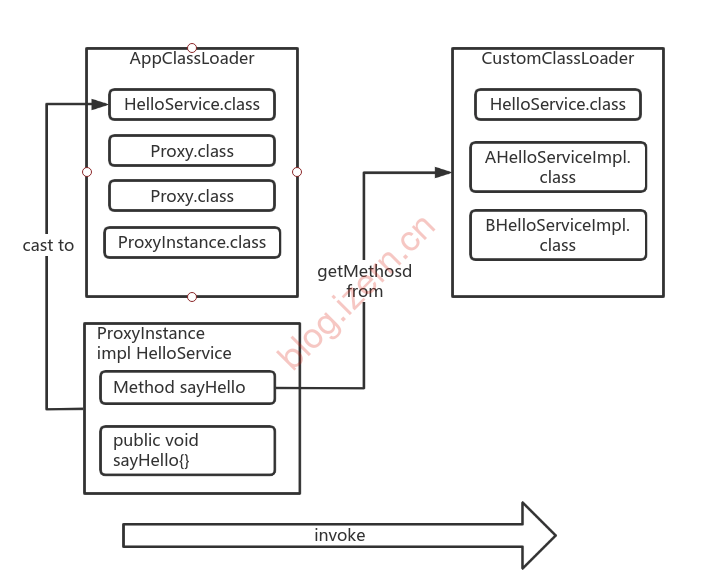 AppClassLoader
HelloService.class
Proxy.class
Proxy.class
ProxyInstance.class
CustomClassLoader
HelloService.class
AHelloServiceImpl.
class
BHelloServiceImpl.
class
cast to
getMethosd
from
ProxyInstance
impl HelloService
Method sayHello
public void
sayHello{}
invoke
blog.izern.cn